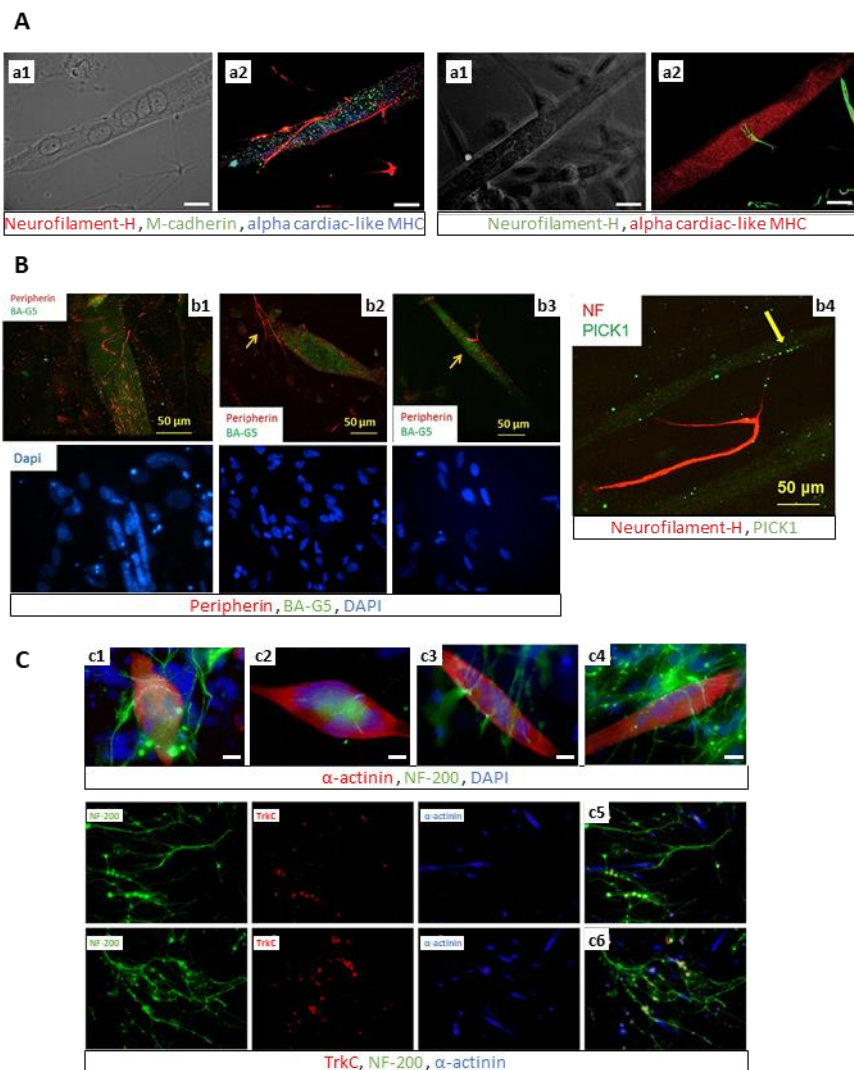 A
a1
a2
a1
a2
Neurofilament-H, M-cadherin, alpha cardiac-like MHC
Neurofilament-H, alpha cardiac-like MHC
B
Peripherin
BA-G5
b1
50 µm
b2
Peripherin
BA-G5
50 µm
b3
Peripherin
BA-G5
50 µm
NF
PICK1
b4
50 µm
Dapi
Neurofilament-H, PICK1
Peripherin, BA-G5, DAPI
C
c1
c2
c3
c4
α-actinin, NF-200, DAPI
NF-200
TrkC
α-actinin
c5
NF-200
TrkC
α-actinin
c6
TrkC, NF-200, α-actinin